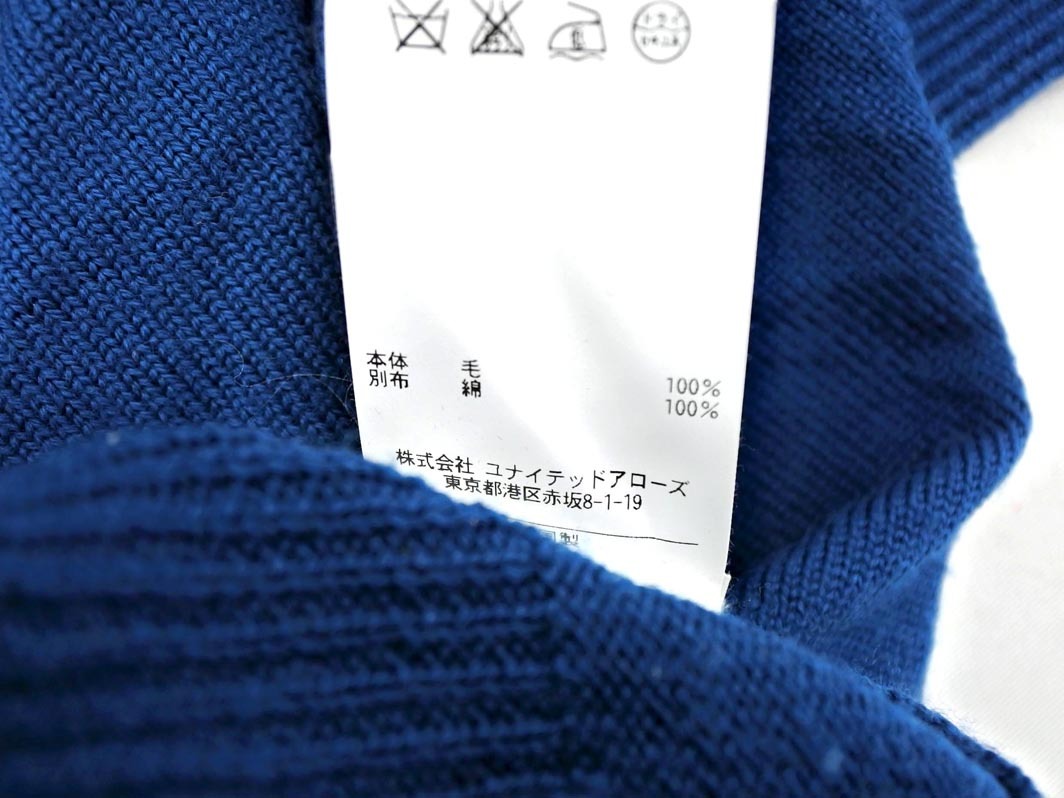 本体 毛 100%
別布 綿 100%
株式会社 ユナイテッドアローズ
東京都港区赤坂8-1-19
製